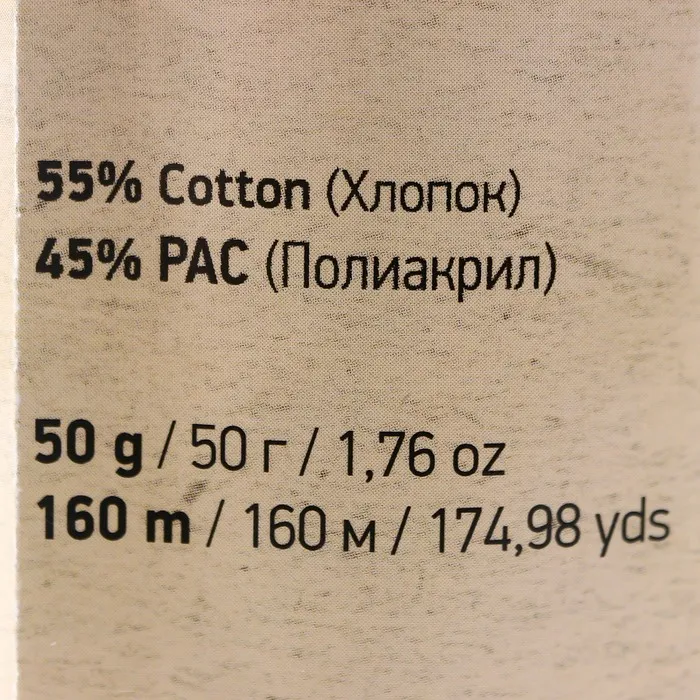 55% Cotton (Хлопок)
45% PAC (Полиакрил)
50 g / 50 г / 1,76 oz
160 m / 160 м / 174,98 yds